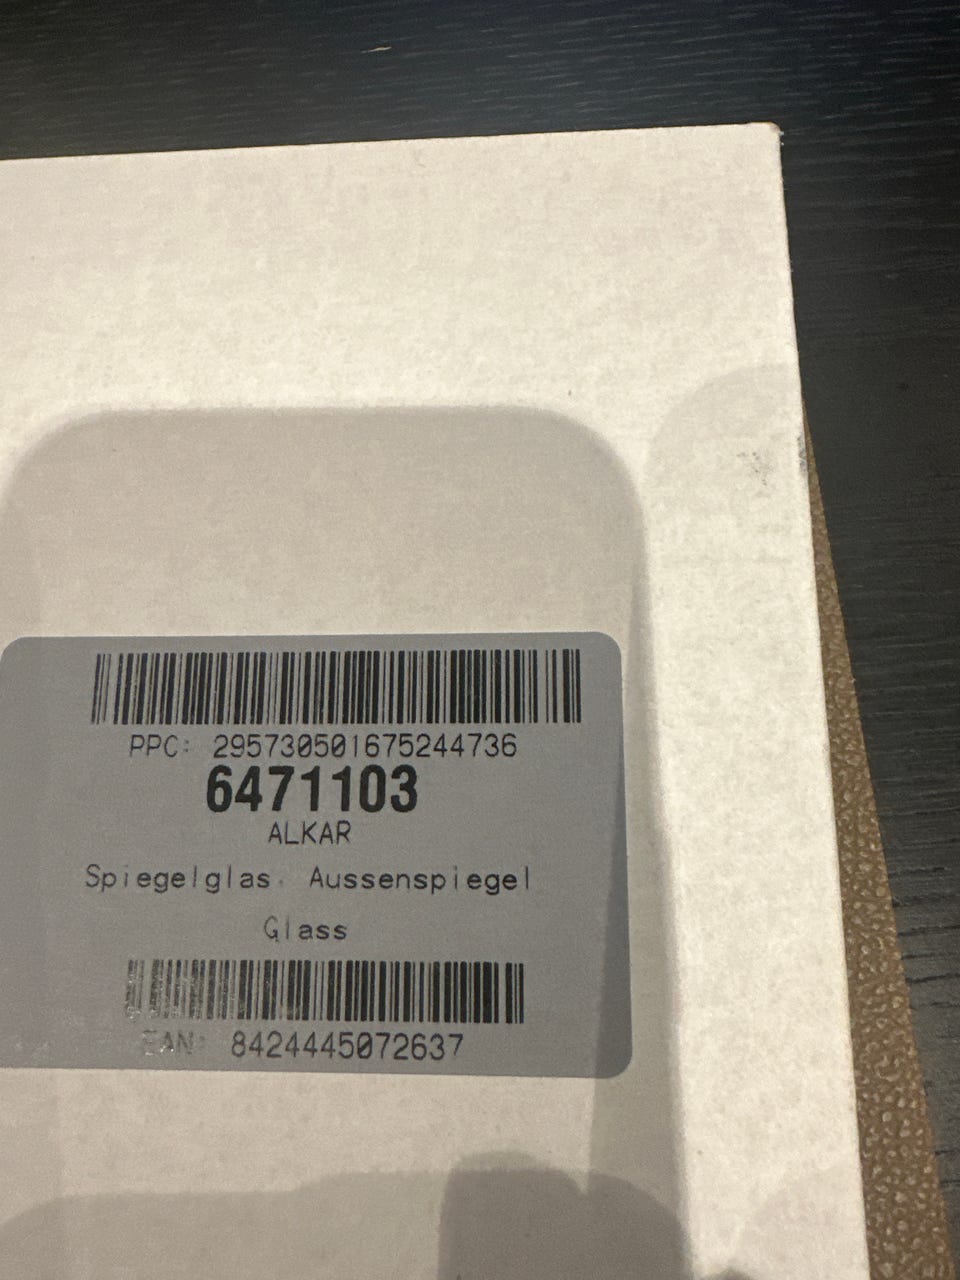 PPC: 295730501675244736
6471103
ALKAR
Spiegelglas, Aussenspiegel
Glass
EAN: 8424445072637